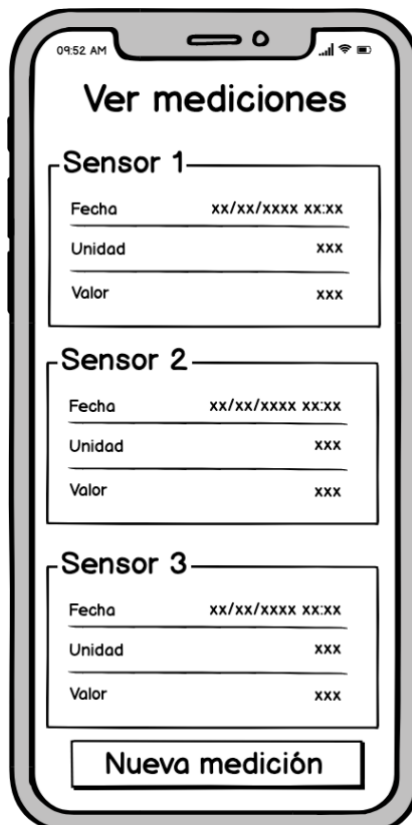 09:52 AM
Ver mediciones
Sensor 1
Fecha xx/xx/xxxx xx:xx
Unidad xxx
Valor xxx
Sensor 2
Fecha xx/xx/xxxx xx:xx
Unidad xxx
Valor xxx
Sensor 3
Fecha xx/xx/xxxx xx:xx
Unidad xxx
Valor xxx
Nueva medición